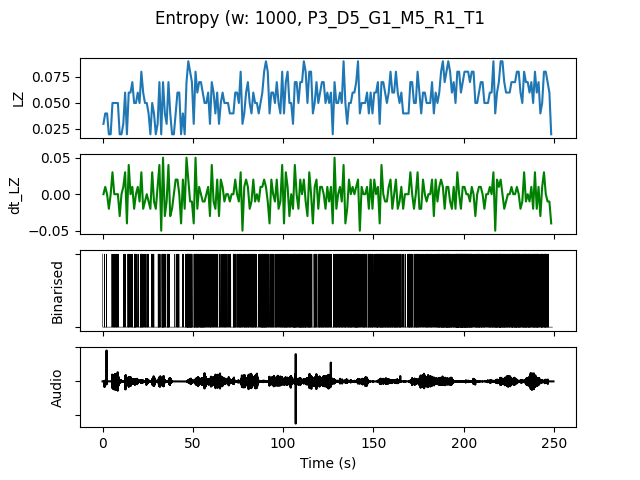 Entropy (w: 1000, P3_D5_G1_M5_R1_T1
LZ
0.075
0.050
0.025
dt_LZ
0.05
0.00
−0.05
Binarised
Audio
0 50 100 150 200 250
Time (s)